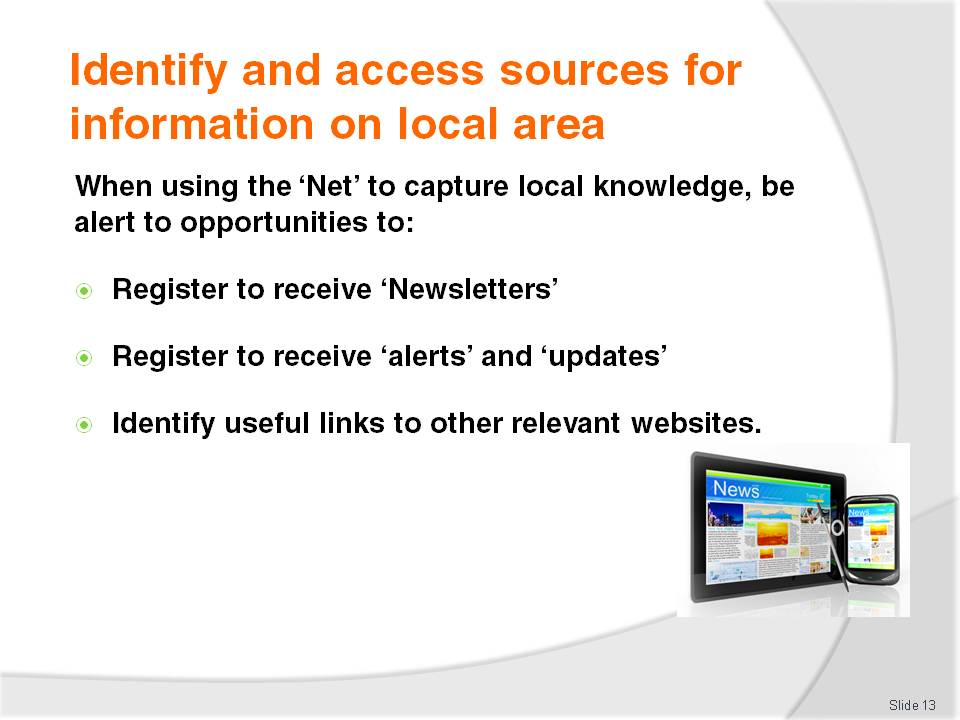 Identify and access sources for
information on local area
When using the ‘Net’ to capture local knowledge, be
alert to opportunities to:
Register to receive ‘Newsletters’
Register to receive ‘alerts’ and ‘updates’
Identify useful links to other relevant websites.
News
Today
News
Slide 13